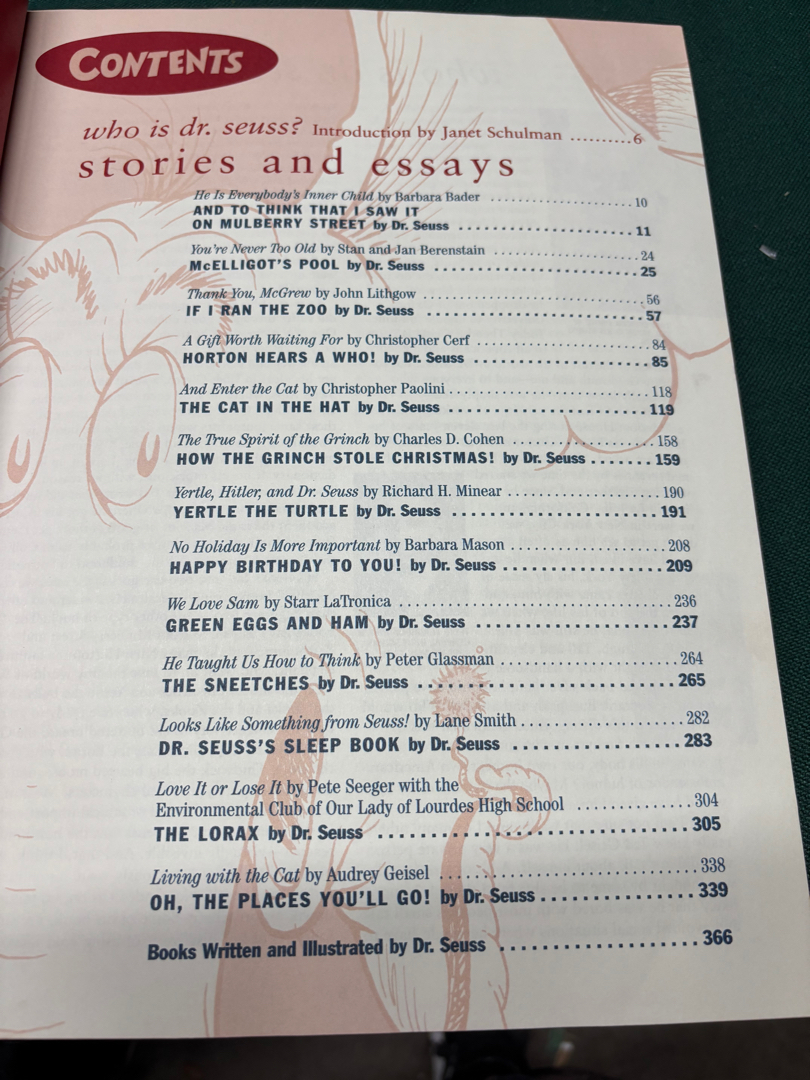 CONTENTS
who is dr. seuss? Introduction by Janet Schulman ..........6
stories and essays
He Is Everybody's Inner Child by Barbara Bader .................... 10
AND TO THINK THAT I SAW IT
ON MULBERRY STREET by Dr. Seuss .................... 11
You're Never Too Old by Stan and Jan Berenstain .................... 24
McELLIGOT'S POOL by Dr. Seuss .................... 25
Thank You, McGrew by John Lithgow .................... 56
IF I RAN THE ZOO by Dr. Seuss .................... 57
A Gift Worth Waiting For by Christopher Cerf .................... 84
HORTON HEARS A WHO! by Dr. Seuss .................... 85
And Enter the Cat by Christopher Paolini .................... 118
THE CAT IN THE HAT by Dr. Seuss .................... 119
The True Spirit of the Grinch by Charles D. Cohen .................... 158
HOW THE GRINCH STOLE CHRISTMAS! by Dr. Seuss ....... 159
Yertle, Hitler, and Dr. Seuss by Richard H. Minear .................... 190
YERTLE THE TURTLE by Dr. Seuss .................... 191
No Holiday Is More Important by Barbara Mason .................... 208
HAPPY BIRTHDAY TO YOU! by Dr. Seuss .................... 209
We Love Sam by Starr LaTronica .................... 236
GREEN EGGS AND HAM by Dr. Seuss .................... 237
He Taught Us How to Think by Peter Glassman .................... 264
THE SNEETCHES by Dr. Seuss .................... 265
Looks Like Something from Seuss! by Lane Smith .................... 282
DR. SEUSS'S SLEEP BOOK by Dr. Seuss .................... 283
Love It or Lose It by Pete Seeger with the
Environmental Club of Our Lady of Lourdes High School .............. 304
THE LORAX by Dr. Seuss .................... 305
Living with the Cat by Audrey Geisel .................... 338
OH, THE PLACES YOU'LL GO! by Dr. Seuss .................... 339
Books Written and Illustrated by Dr. Seuss .................... 366